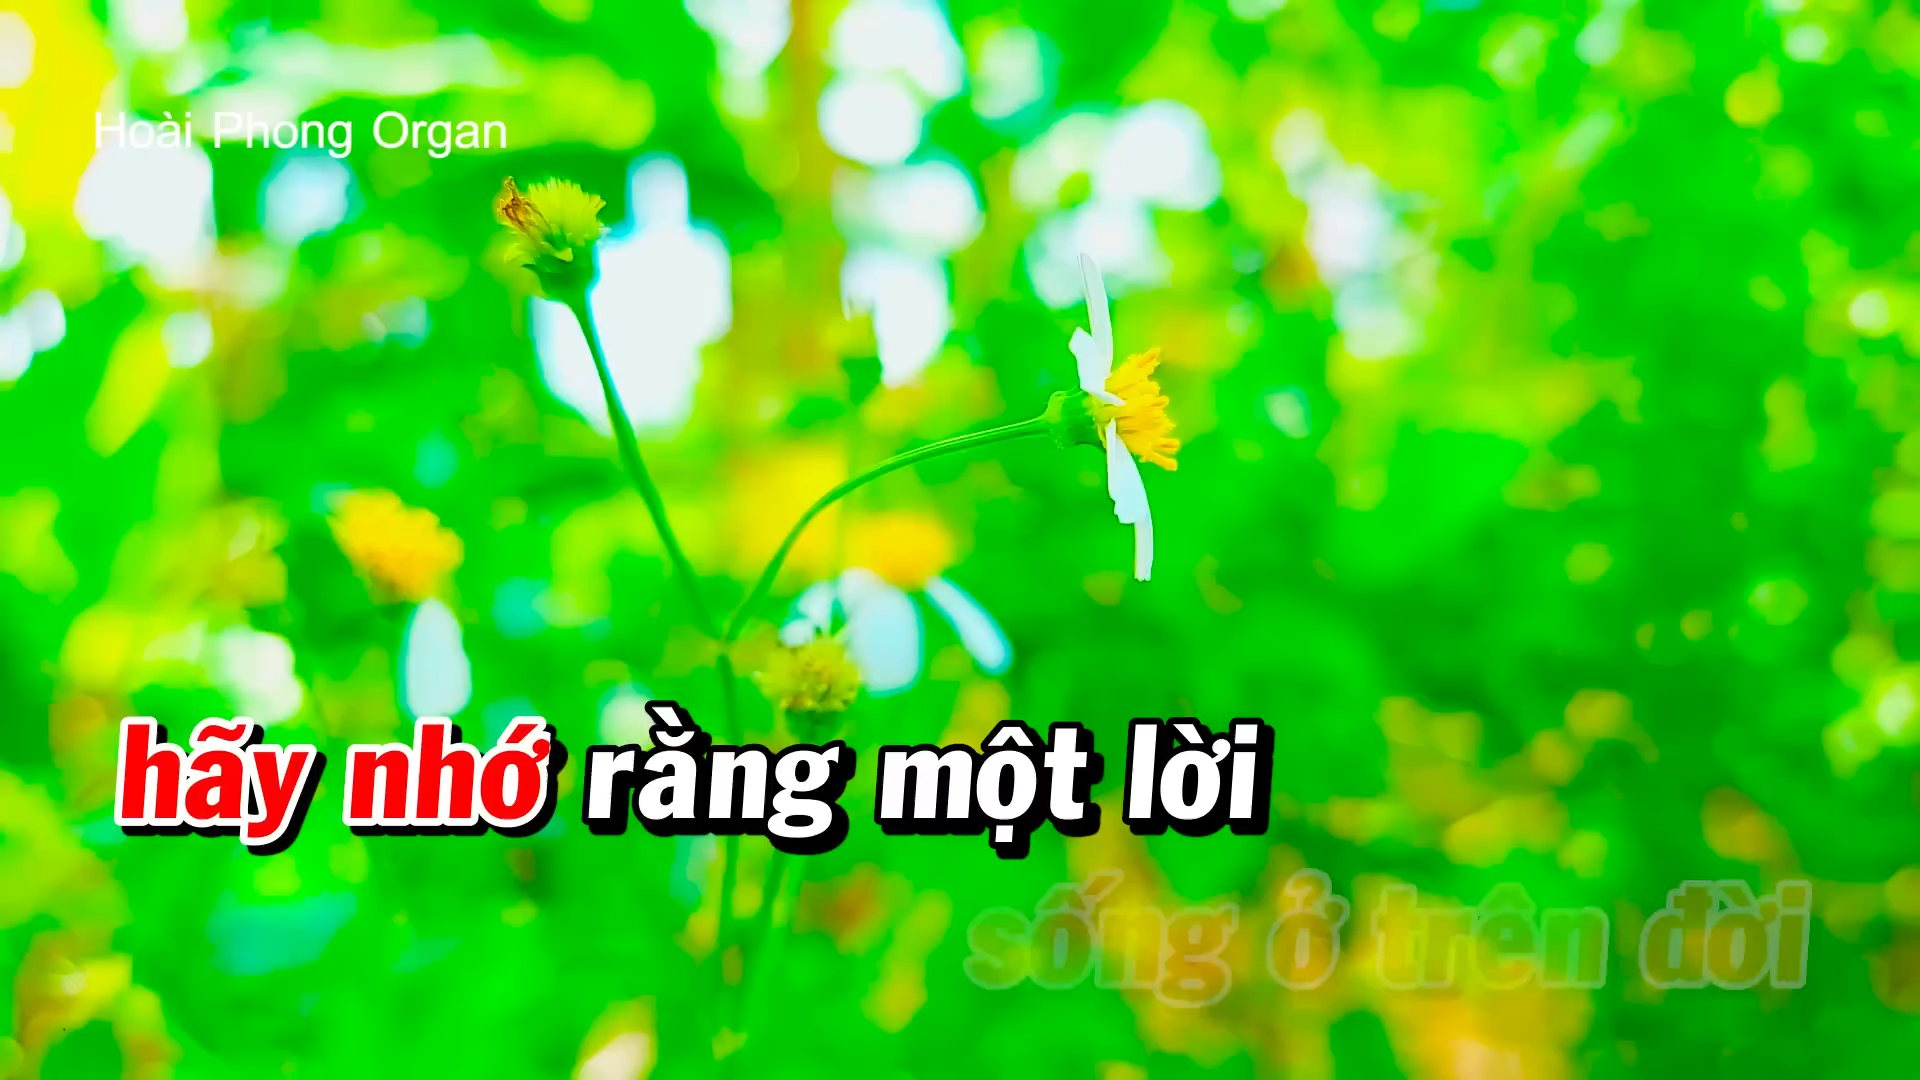 Hoài Phong Organ
hãy nhớ rằng một lời
sống ở trên đời